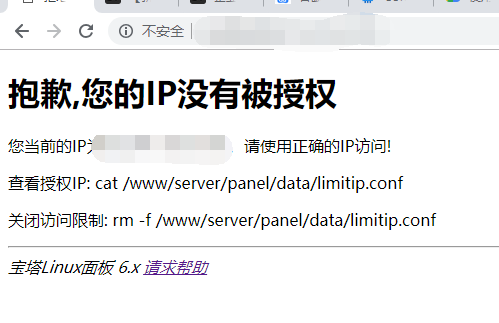 不安全
抱歉,您的IP没有被授权
您当前的IP为 请使用正确的IP访问!
查看授权IP: cat /www/server/panel/data/limitip.conf
关闭访问限制: rm -f /www/server/panel/data/limitip.conf
宝塔Linux面板 6.x 请求帮助